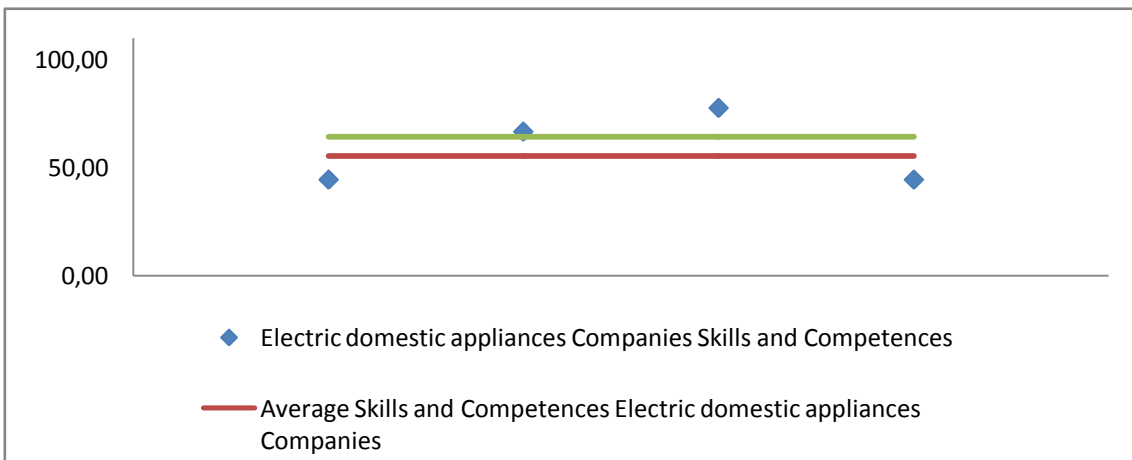 100,00
50,00
0,00
Electric domestic appliances Companies Skills and Competences
Average Skills and Competences Electric domestic appliances
Companies